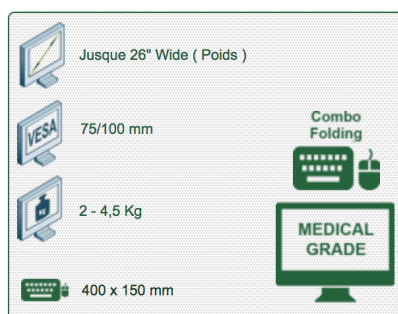 Jusque 26" Wide ( Poids )
VESA
75/100 mm
Combo
Folding
KG
2 - 4,5 Kg
MEDICAL
GRADE
400 x 150 mm